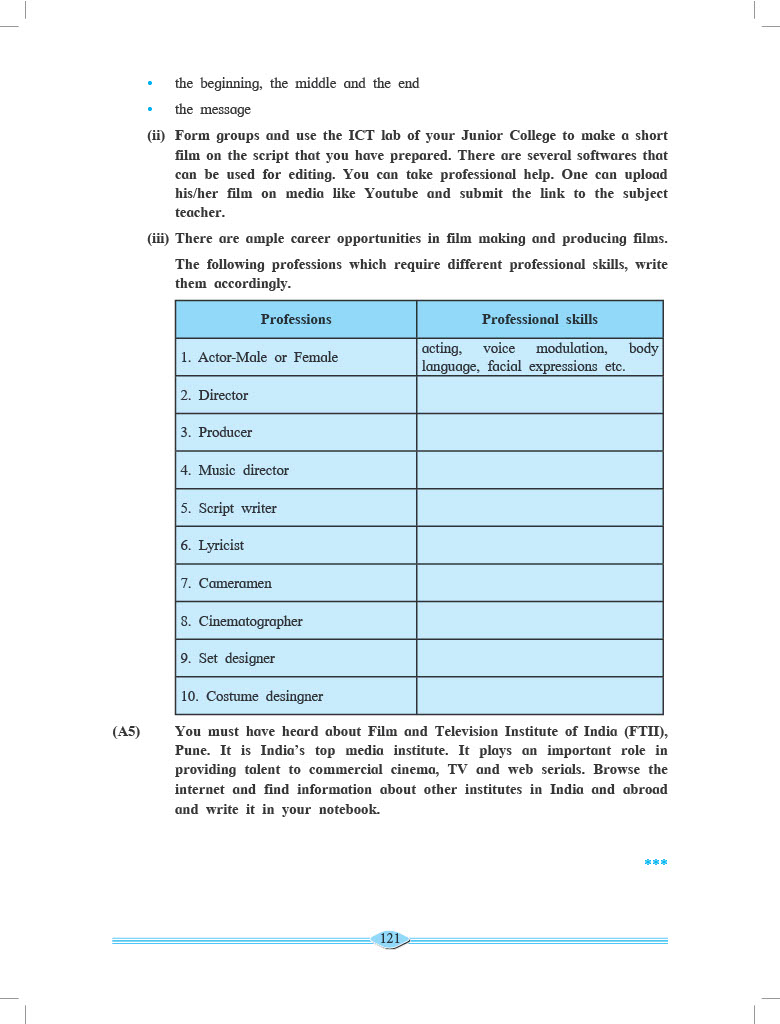 • the beginning, the middle and the end
• the message
(ii) Form groups and use the ICT lab of your Junior College to make a short
film on the script that you have prepared. There are several softwares that
can be used for editing. You can take professional help. One can upload
his/her film on media like Youtube and submit the link to the subject
teacher.
(iii) There are ample career opportunities in film making and producing films.
The following professions which require different professional skills, write
them accordingly.
Professions Professional skills
1. Actor-Male or Female acting, voice modulation, body
language, facial expressions etc.
2. Director
3. Producer
4. Music director
5. Script writer
6. Lyricist
7. Cameramen
8. Cinematographer
9. Set designer
10. Costume desingner
(A5) You must have heard about Film and Television Institute of India (FTII),
Pune. It is India's top media institute. It plays an important role in
providing talent to commercial cinema, TV and web serials. Browse the
internet and find information about other institutes in India and abroad
and write it in your notebook.
***
121